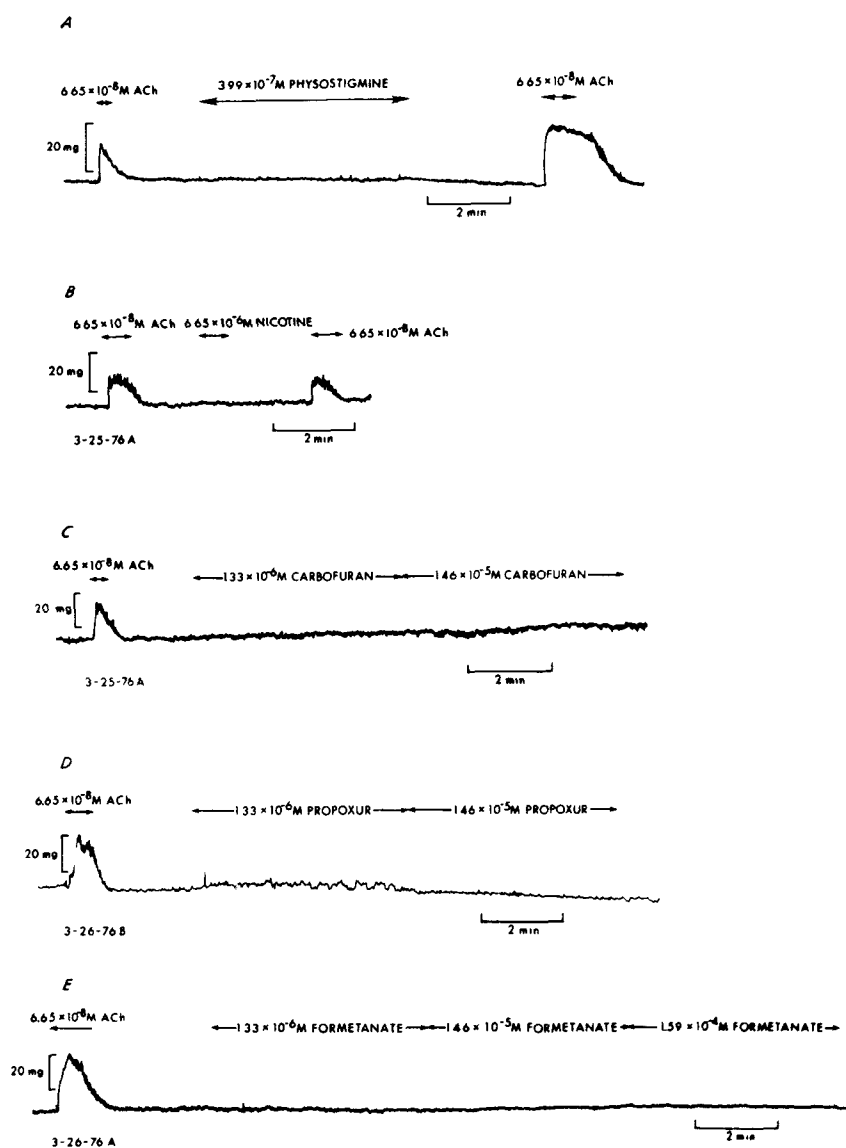 A
6 65 × 10⁻⁸M ACh
3 99 × 10⁻⁷M PHYSOSTIGMINE
6 65 × 10⁻⁸M ACh
20 mg
2 min
B
6 65 × 10⁻⁸M ACh 6 65 × 10⁻⁶M NICOTINE
6 65 × 10⁻⁸M ACh
20 mg
2 min
3-25-76 A
C
6.65 × 10⁻⁸M ACh
1 33 × 10⁻⁶M CARBOFURAN 1 46 × 10⁻⁵M CARBOFURAN
20 mg
2 min
3-25-76 A
D
6.65 × 10⁻⁸M ACh
1 33 × 10⁻⁶M PROPOXUR 1 46 × 10⁻⁵M PROPOXUR
20 mg
2 min
3-26-76 B
E
6.65 × 10⁻⁸M ACh
1 33 × 10⁻⁶M FORMETANATE 1 46 × 10⁻⁵M FORMETANATE 1.59 × 10⁻⁴M FORMETANATE
20 mg
2 min
3-26-76 A